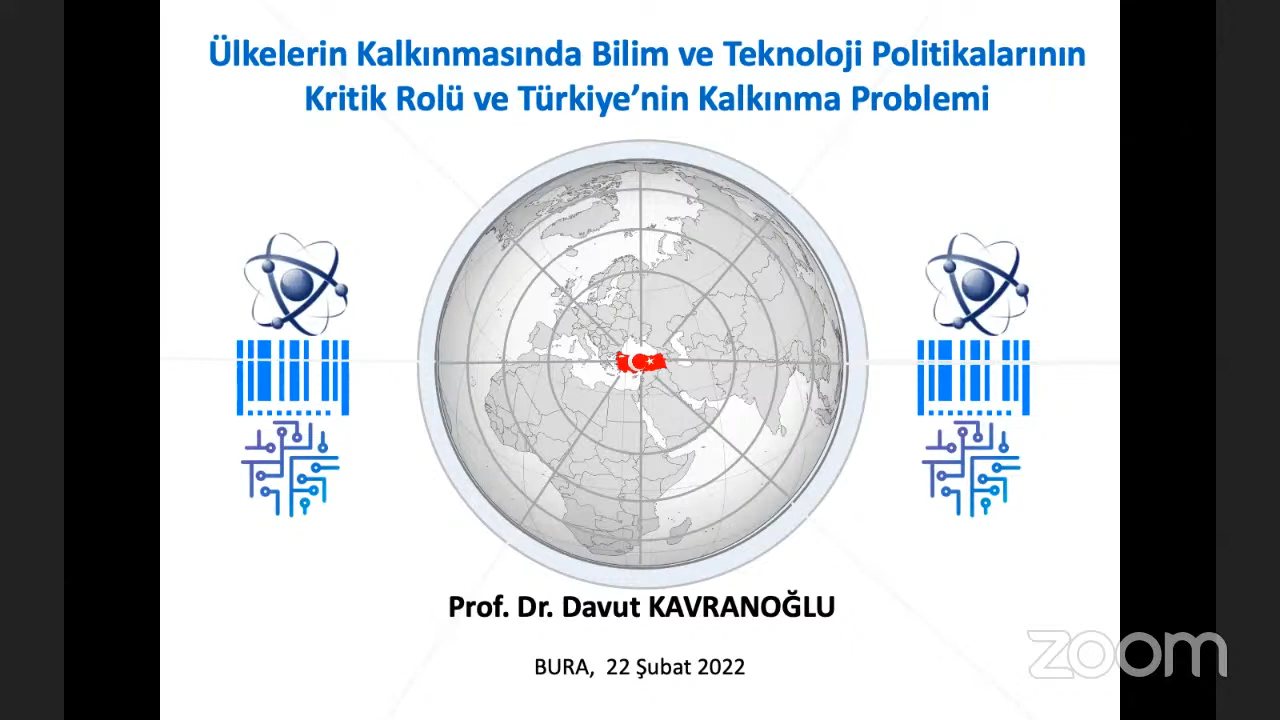 Ülkelerin Kalkınmasında Bilim ve Teknoloji Politikalarının
Kritik Rolü ve Türkiye’nin Kalkınma Problemi
Prof. Dr. Davut KAVRANOĞLU
BURA, 22 Şubat 2022
zoom